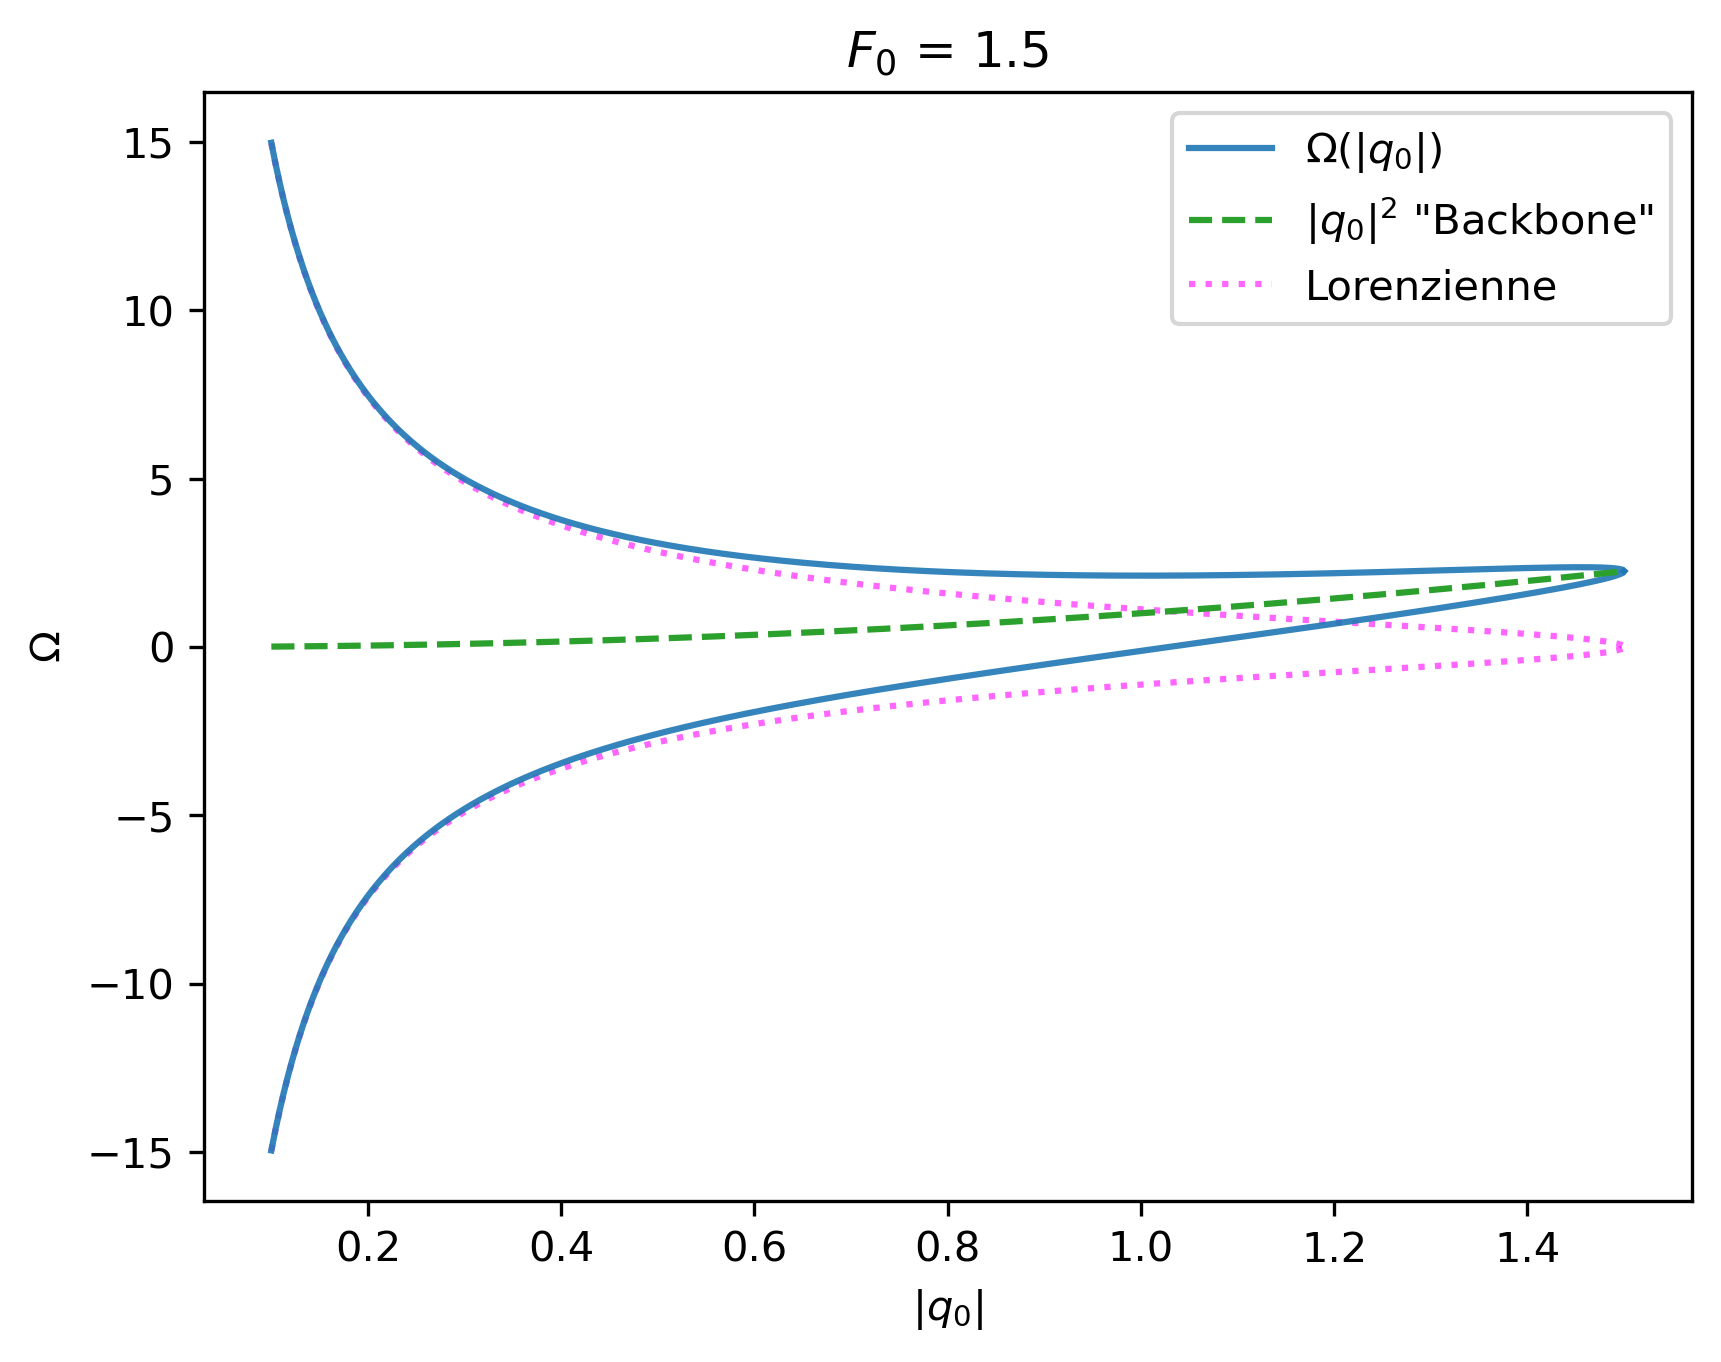 F₀ = 1.5
Ω(|q₀|)
|q₀|² "Backbone"
Lorenzienne
15
10
5
0
−5
−10
−15
Ω
0.2 0.4 0.6 0.8 1.0 1.2 1.4
|q₀|